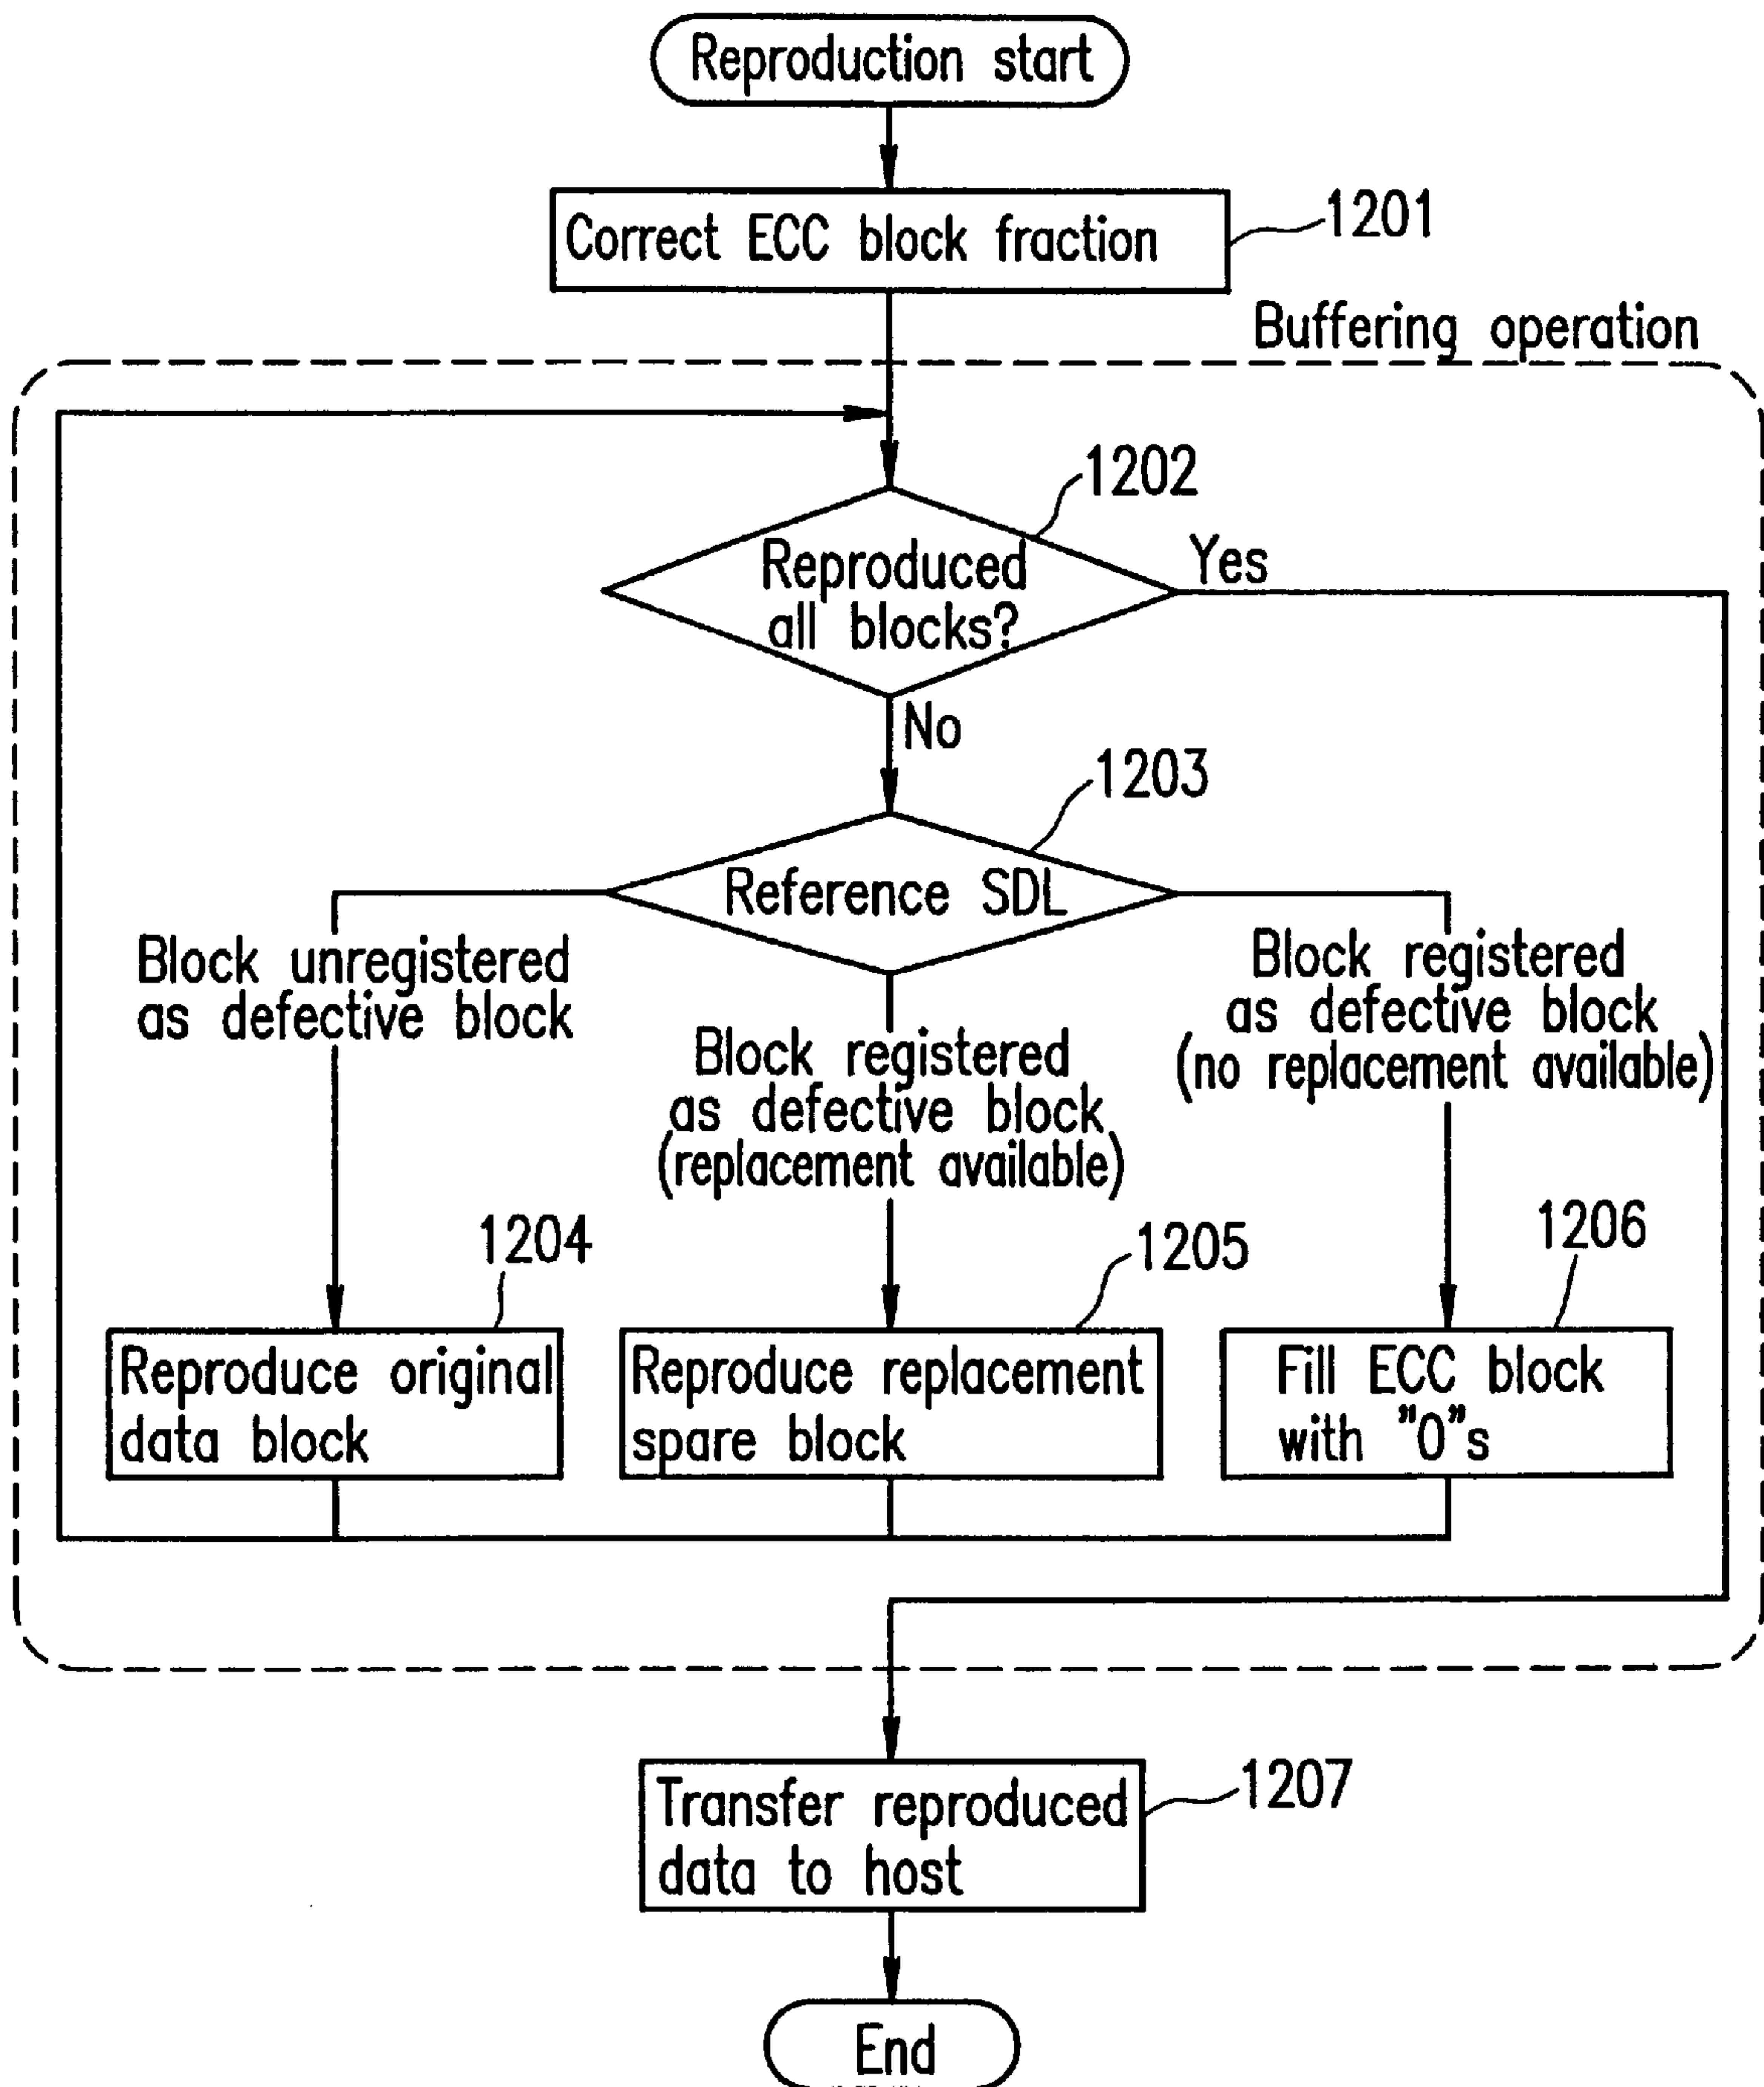 Reproduction start
Correct ECC block fraction
1201
Buffering operation
1202
Reproduced
all blocks?
Yes
No
1203
Reference SDL
Block unregistered
as defective block
Block registered
as defective block
(replacement available)
Block registered
as defective block
(no replacement available)
1204
Reproduce original
data block
1205
Reproduce replacement
spare block
1206
Fill ECC block
with "0"s
Transfer reproduced
data to host
1207
End